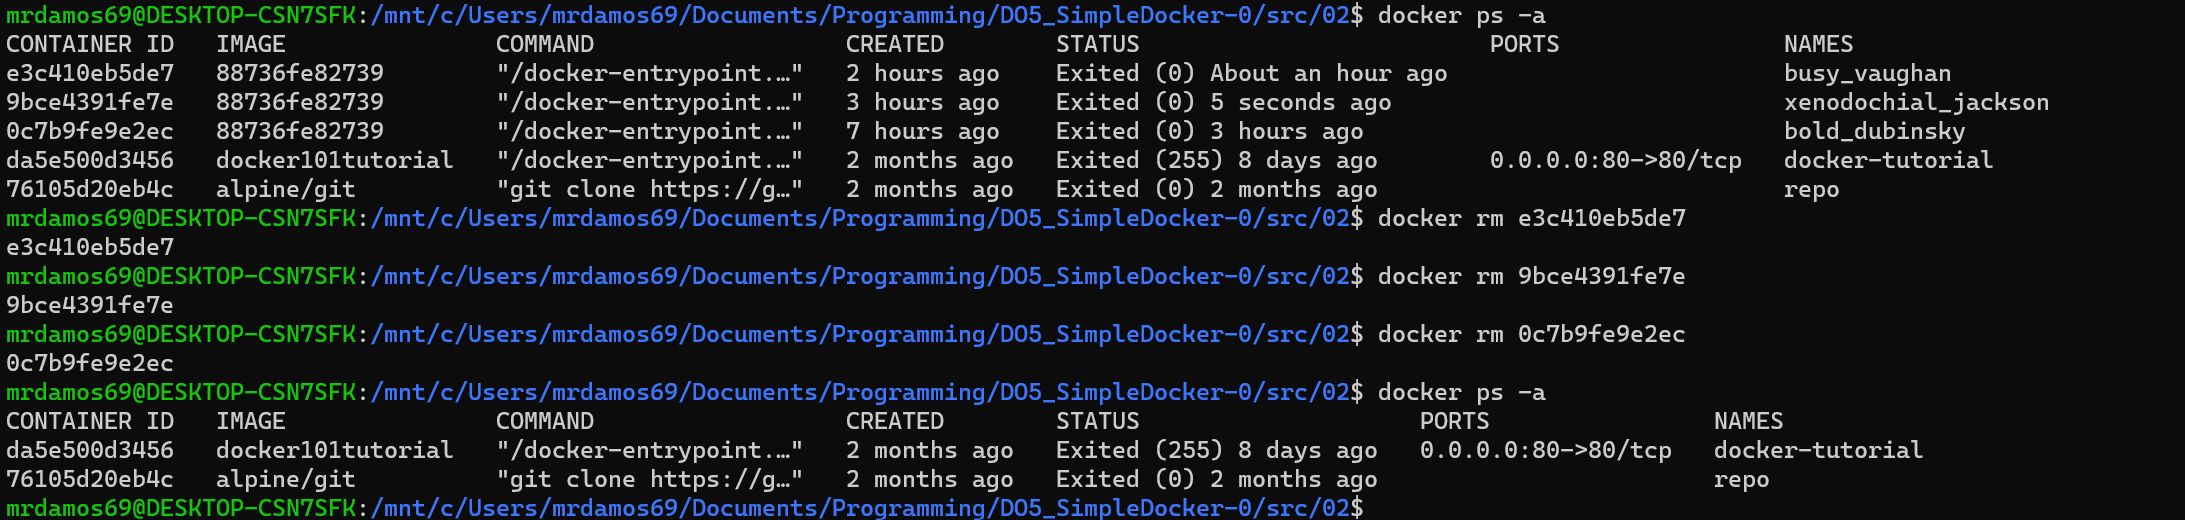 mrdamos69@DESKTOP-CSN7SFK:/mnt/c/Users/mrdamos69/Documents/Programming/DO5_SimpleDocker-0/src/02$ docker ps -a
CONTAINER ID   IMAGE               COMMAND                  CREATED        STATUS                         PORTS                NAMES
e3c410eb5de7   88736fe82739        "/docker-entrypoint.…"   2 hours ago    Exited (0) About an hour ago                        busy_vaughan
9bce4391fe7e   88736fe82739        "/docker-entrypoint.…"   3 hours ago    Exited (0) 5 seconds ago                            xenodochial_jackson
0c7b9fe9e2ec   88736fe82739        "/docker-entrypoint.…"   7 hours ago    Exited (0) 3 hours ago                              bold_dubinsky
da5e500d3456   docker101tutorial   "/docker-entrypoint.…"   2 months ago   Exited (255) 8 days ago        0.0.0.0:80->80/tcp   docker-tutorial
76105d20eb4c   alpine/git          "git clone https://g…"   2 months ago   Exited (0) 2 months ago                             repo
mrdamos69@DESKTOP-CSN7SFK:/mnt/c/Users/mrdamos69/Documents/Programming/DO5_SimpleDocker-0/src/02$ docker rm e3c410eb5de7
e3c410eb5de7
mrdamos69@DESKTOP-CSN7SFK:/mnt/c/Users/mrdamos69/Documents/Programming/DO5_SimpleDocker-0/src/02$ docker rm 9bce4391fe7e
9bce4391fe7e
mrdamos69@DESKTOP-CSN7SFK:/mnt/c/Users/mrdamos69/Documents/Programming/DO5_SimpleDocker-0/src/02$ docker rm 0c7b9fe9e2ec
0c7b9fe9e2ec
mrdamos69@DESKTOP-CSN7SFK:/mnt/c/Users/mrdamos69/Documents/Programming/DO5_SimpleDocker-0/src/02$ docker ps -a
CONTAINER ID   IMAGE               COMMAND                  CREATED        STATUS                    PORTS                NAMES
da5e500d3456   docker101tutorial   "/docker-entrypoint.…"   2 months ago   Exited (255) 8 days ago   0.0.0.0:80->80/tcp   docker-tutorial
76105d20eb4c   alpine/git          "git clone https://g…"   2 months ago   Exited (0) 2 months ago                        repo
mrdamos69@DESKTOP-CSN7SFK:/mnt/c/Users/mrdamos69/Documents/Programming/DO5_SimpleDocker-0/src/02$